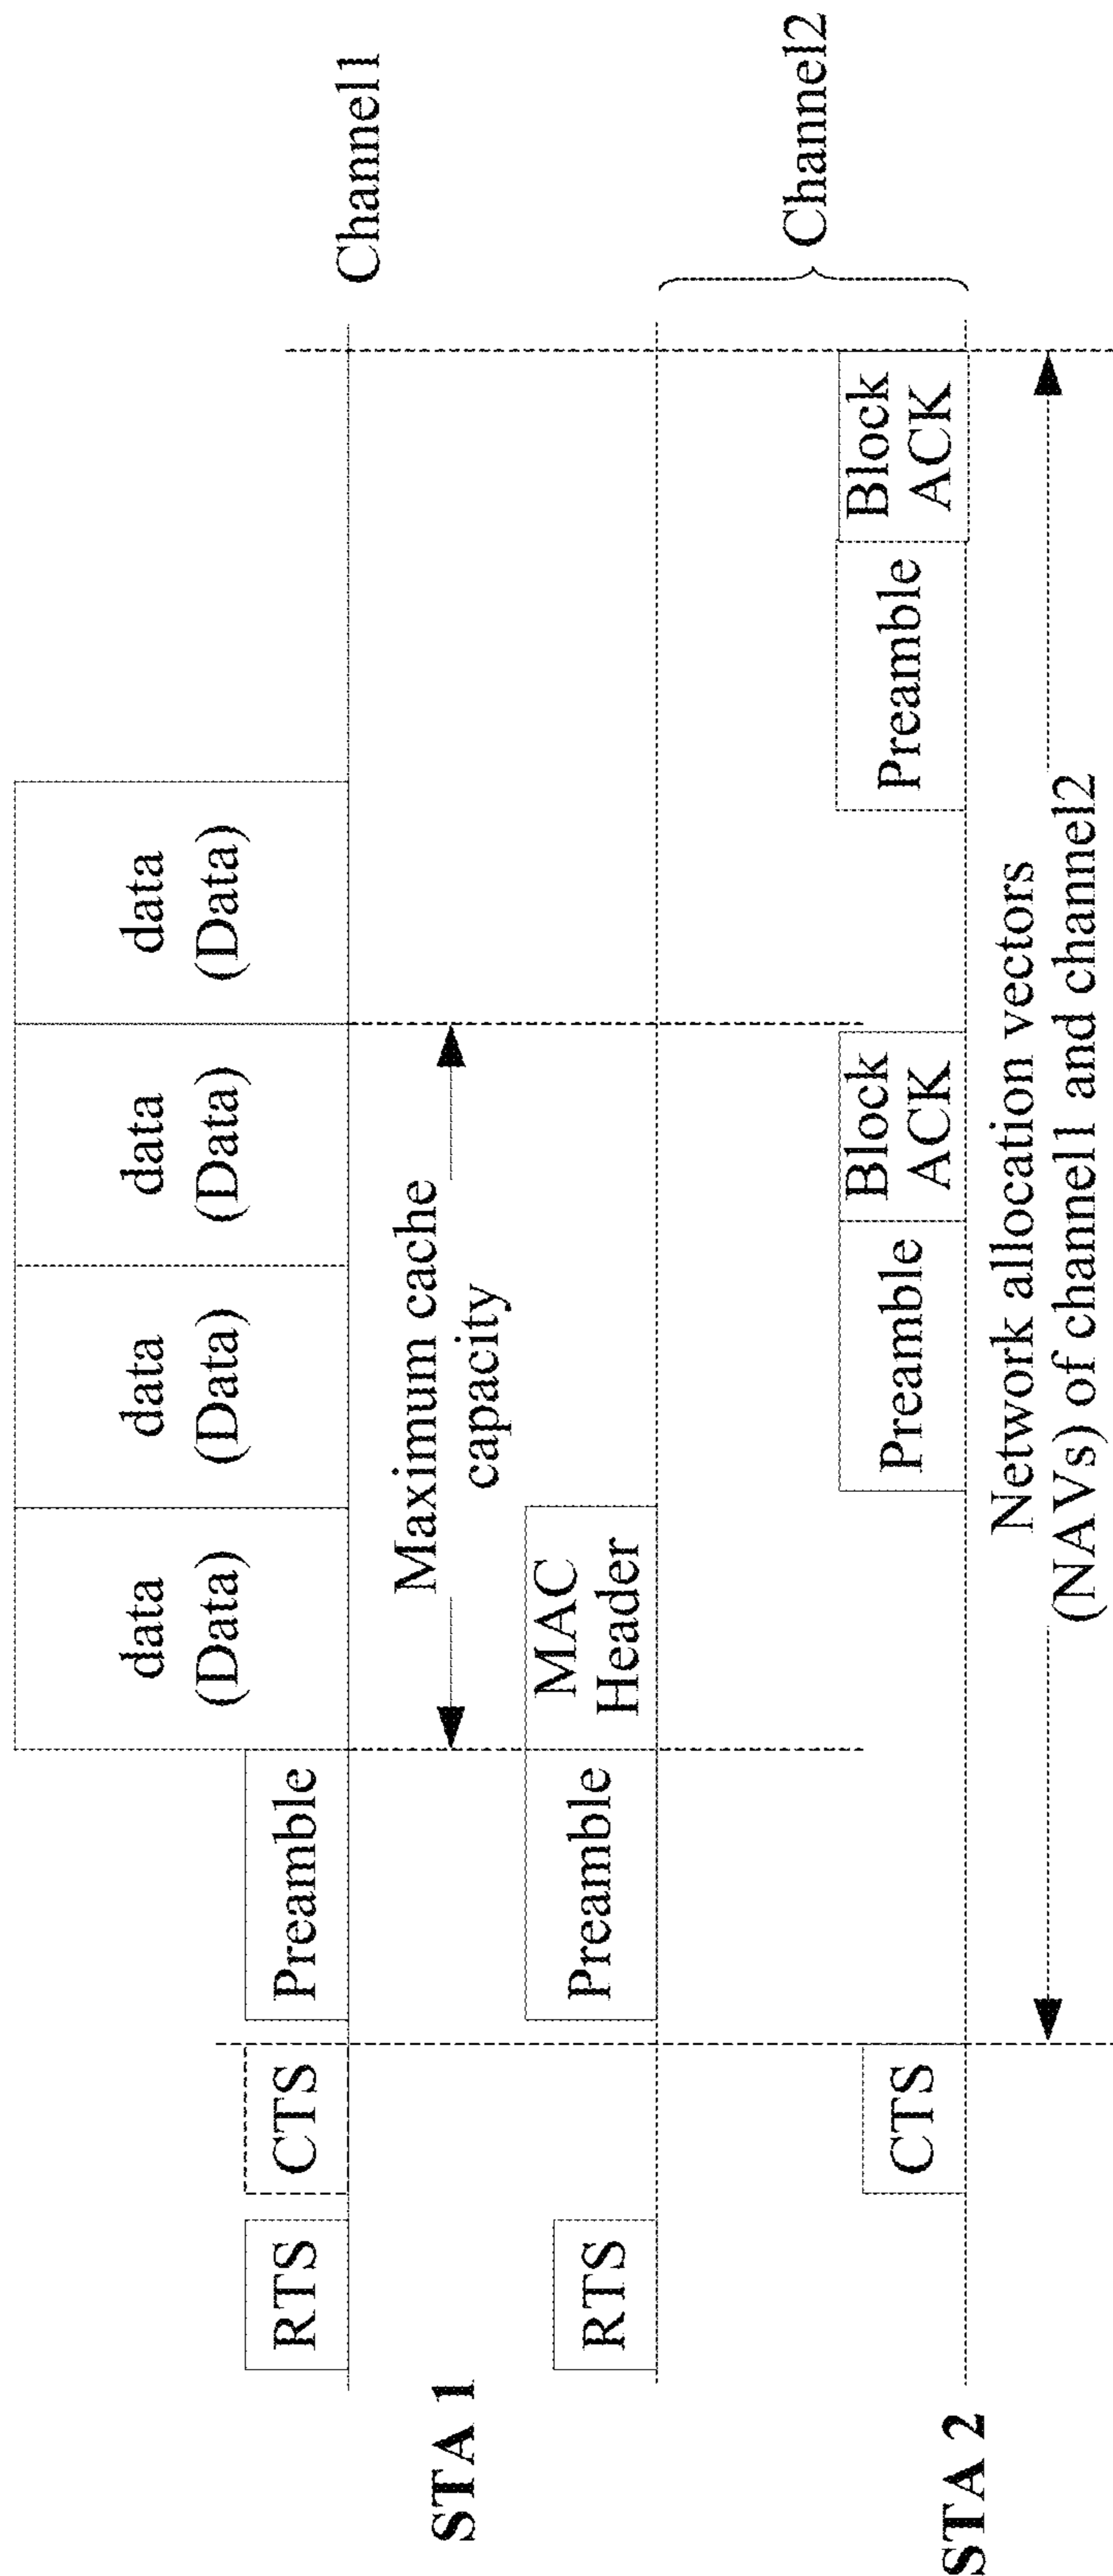 data
(Data)
data
(Data)
data
(Data)
data
(Data)
RTS
CTS
Preamble
Channel1
STA 1
Maximum cache
capacity
RTS
Preamble
MAC
Header
Channel2
STA 2
CTS
Preamble
Block
ACK
Preamble
Block
ACK
Network allocation vectors
(NAVs) of channel1 and channel2